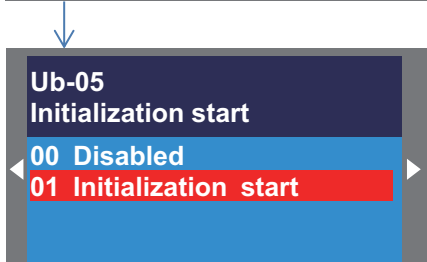 Ub-05
Initialization start
00 Disabled
01 Initialization start